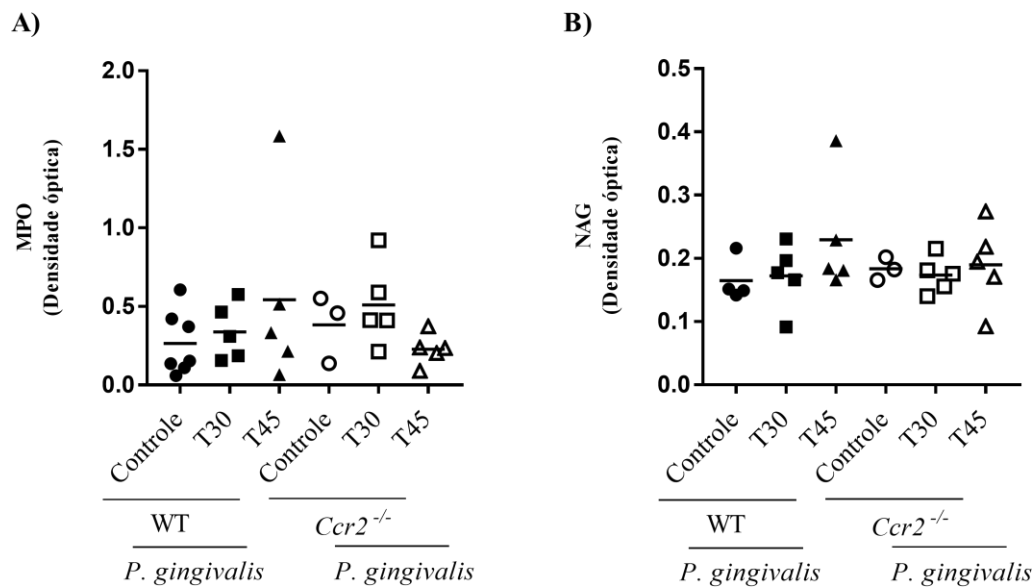 A)
MPO
(Densidade óptica)
2.0
1.5
1.0
0.5
0.0
Controle
T30
T45
Controle
T30
T45
WT
Ccr2 -/-
P. gingivalis
P. gingivalis
B)
NAG
(Densidade óptica)
0.5
0.4
0.3
0.2
0.1
0.0
Controle
T30
T45
Controle
T30
T45
WT
Ccr2 -/-
P. gingivalis
P. gingivalis